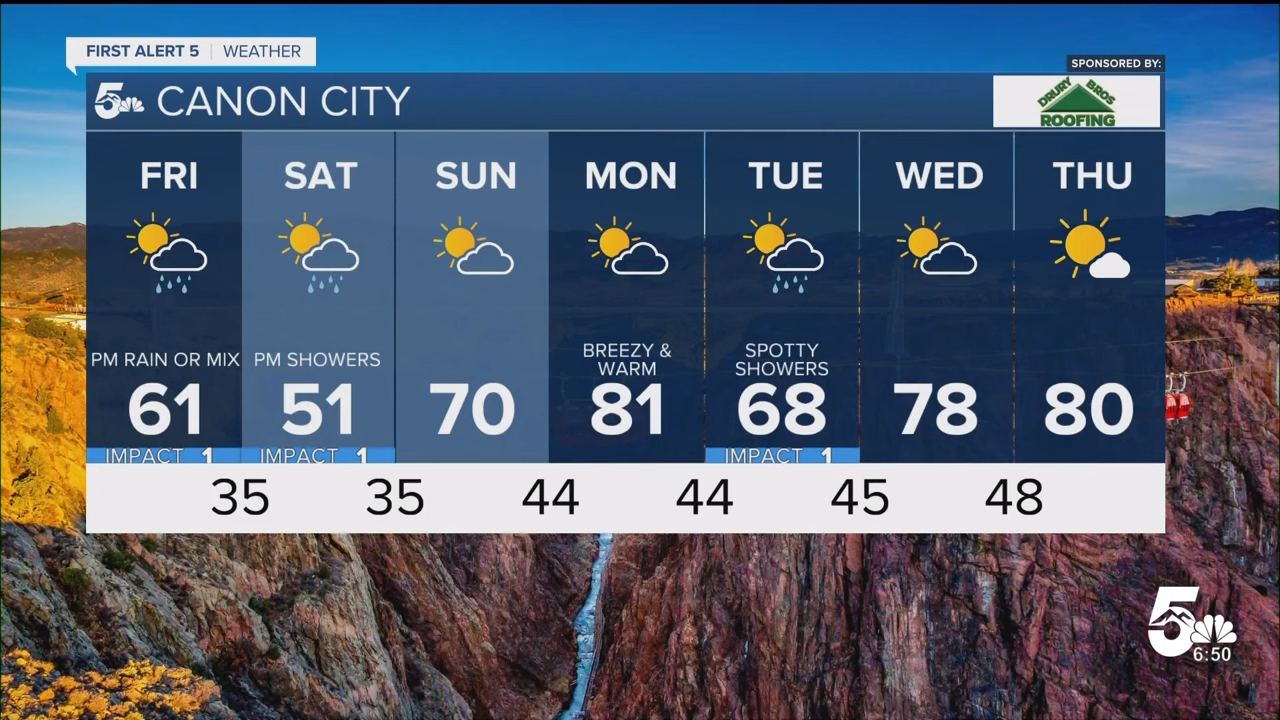 FIRST ALERT 5 | WEATHER
SPONSORED BY:
5 CANON CITY
DRURY BROS
ROOFING
FRI SAT SUN MON TUE WED THU
PM RAIN OR MIX PM SHOWERS BREEZY & WARM SPOTTY SHOWERS
61 51 70 81 68 78 80
IMPACT 1 IMPACT 1 IMPACT 1
35 35 44 44 45 48
5
6:50